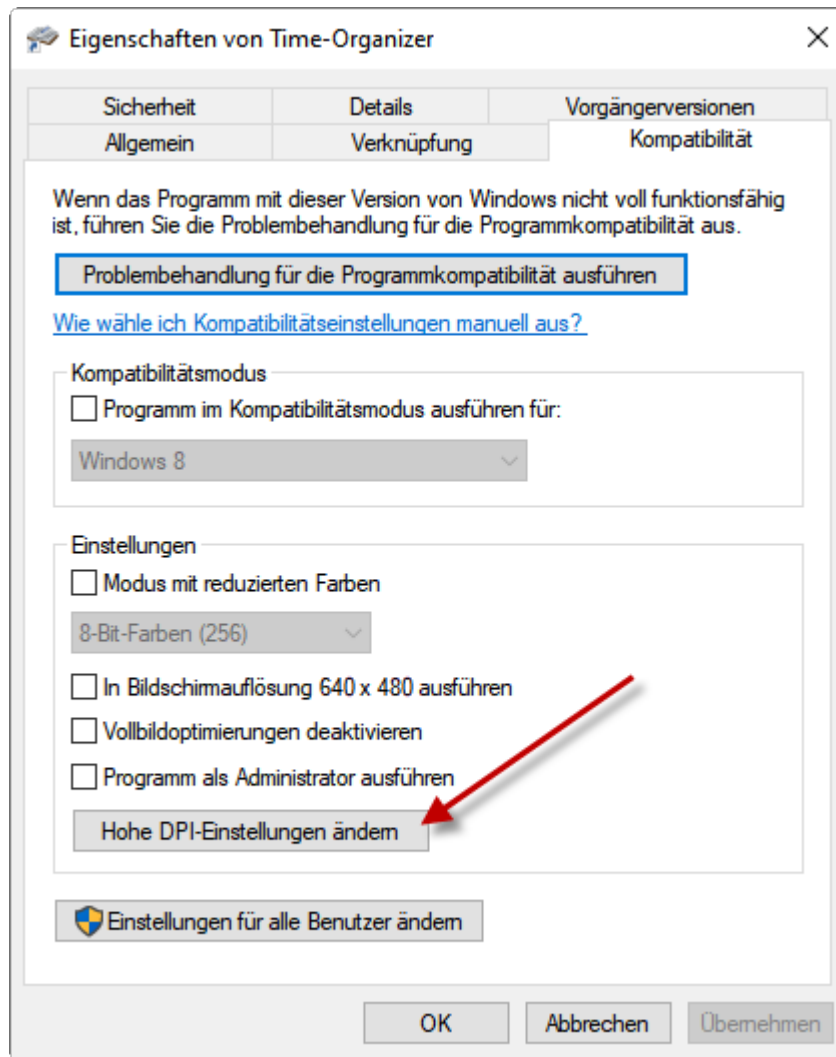 Eigenschaften von Time-Organizer
Sicherheit
Details
Vorgängerversionen
Allgemein
Verknüpfung
Kompatibilität
Wenn das Programm mit dieser Version von Windows nicht voll funktionsfähig
ist, führen Sie die Problembehandlung für die Programmkompatibilität aus.
Problembehandlung für die Programmkompatibilität ausführen
Wie wähle ich Kompatibilitätseinstellungen manuell aus?
Kompatibilitätsmodus
Programm im Kompatibilitätsmodus ausführen für:
Windows 8
Einstellungen
Modus mit reduzierten Farben
8-Bit-Farben (256)
In Bildschirmauflösung 640 x 480 ausführen
Vollbildoptimierungen deaktivieren
Programm als Administrator ausführen
Hohe DPI-Einstellungen ändern
Einstellungen für alle Benutzer ändern
OK
Abbrechen
Übernehmen